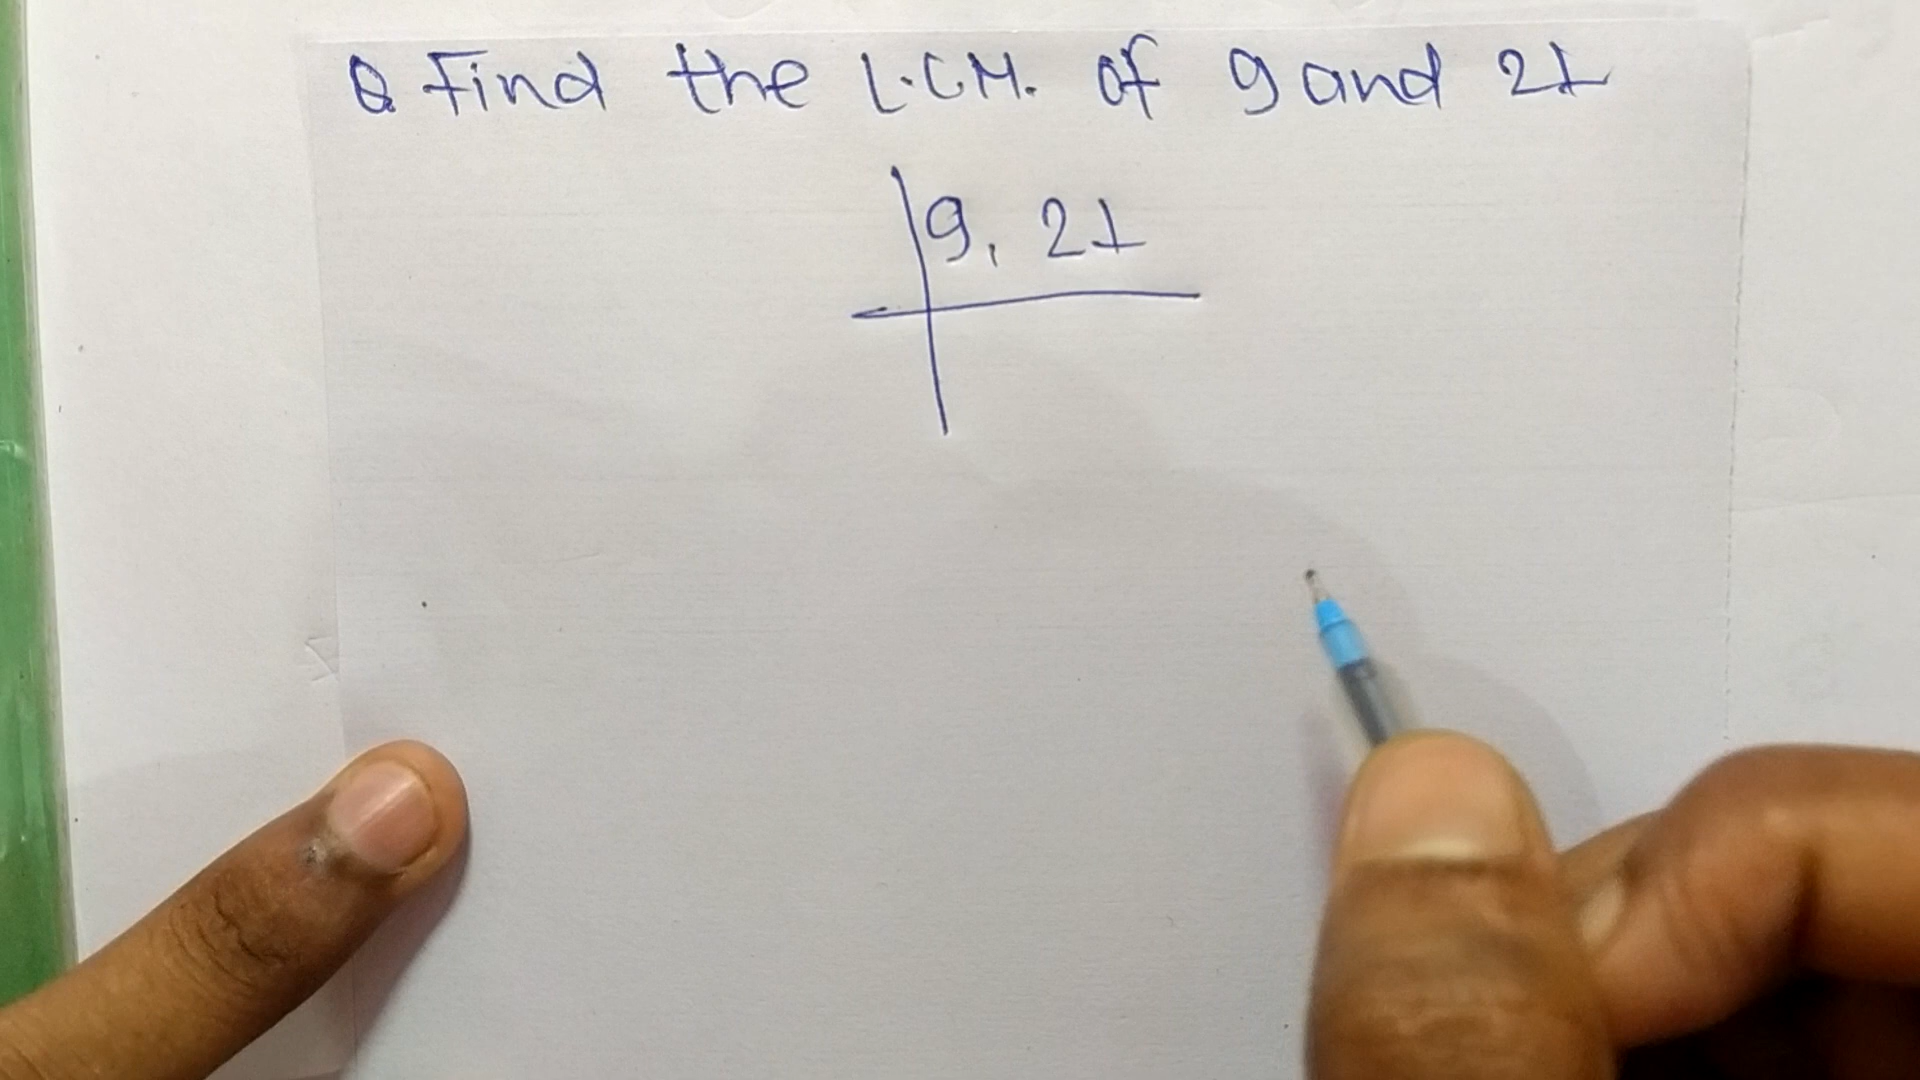 Q Find the L.C.M. of 9 and 21
9, 21